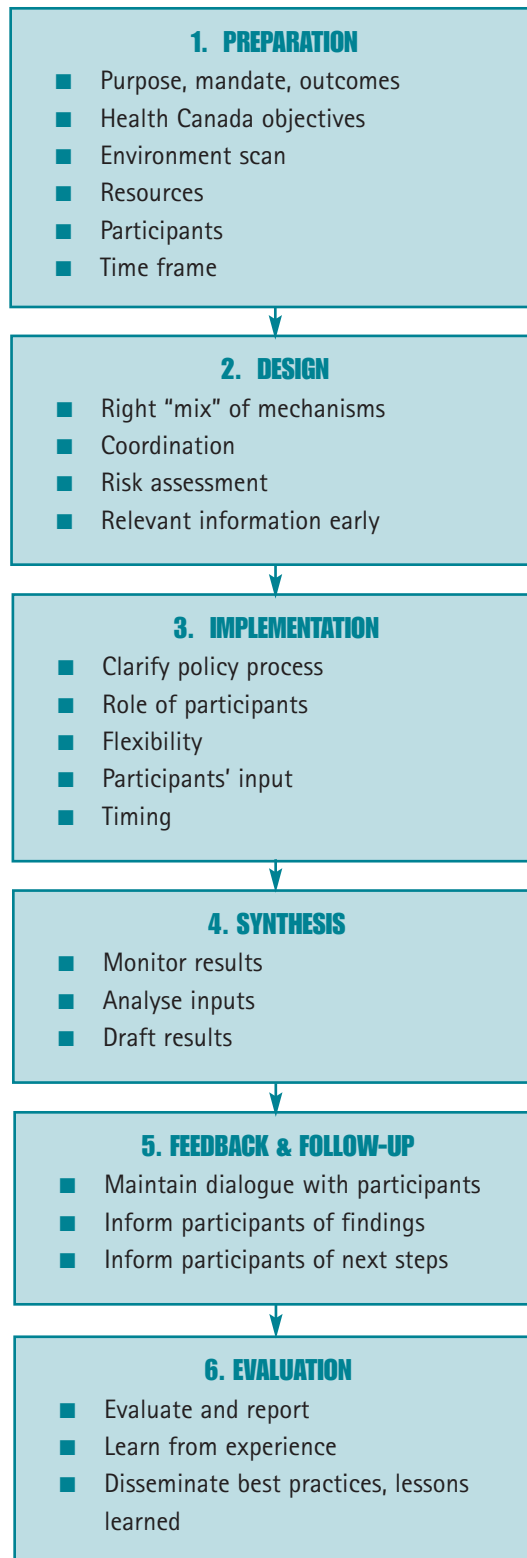 1. PREPARATION
■ Purpose, mandate, outcomes
■ Health Canada objectives
■ Environment scan
■ Resources
■ Participants
■ Time frame
2. DESIGN
■ Right “mix” of mechanisms
■ Coordination
■ Risk assessment
■ Relevant information early
3. IMPLEMENTATION
■ Clarify policy process
■ Role of participants
■ Flexibility
■ Participants’ input
■ Timing
4. SYNTHESIS
■ Monitor results
■ Analyse inputs
■ Draft results
5. FEEDBACK & FOLLOW-UP
■ Maintain dialogue with participants
■ Inform participants of findings
■ Inform participants of next steps
6. EVALUATION
■ Evaluate and report
■ Learn from experience
■ Disseminate best practices, lessons
learned